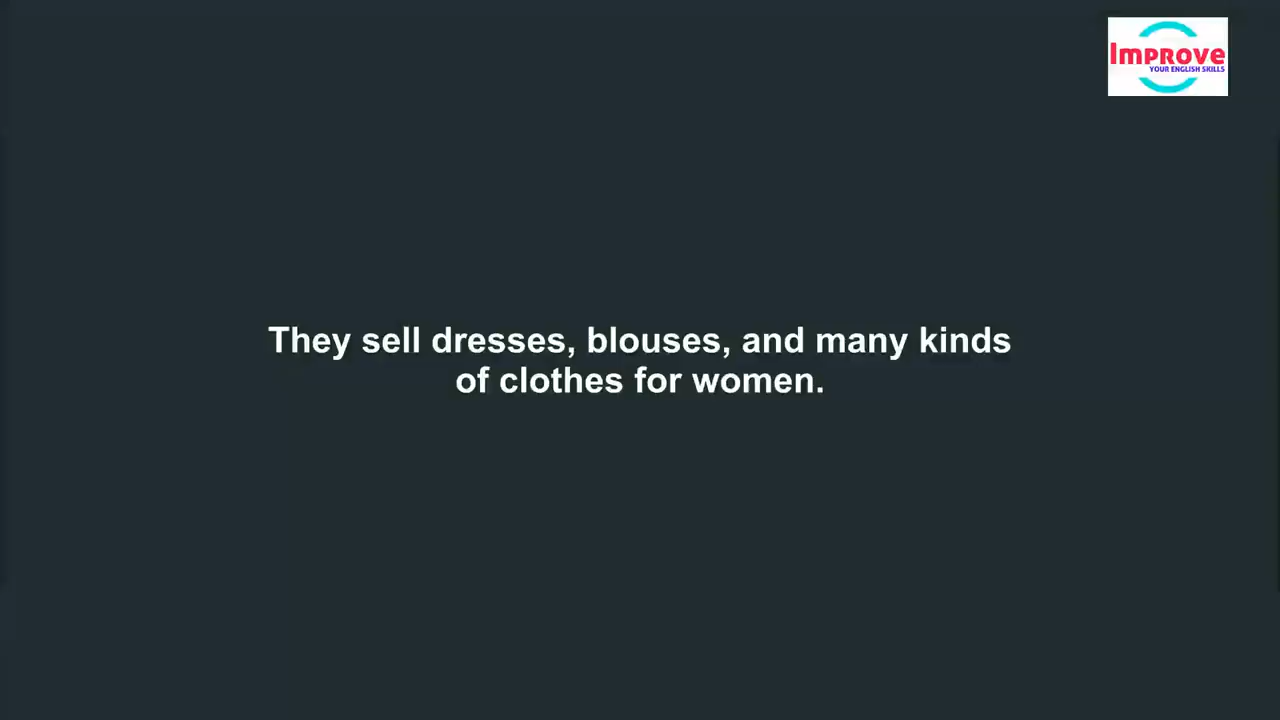 Improve
YOUR ENGLISH SKILLS
They sell dresses, blouses, and many kinds
of clothes for women.